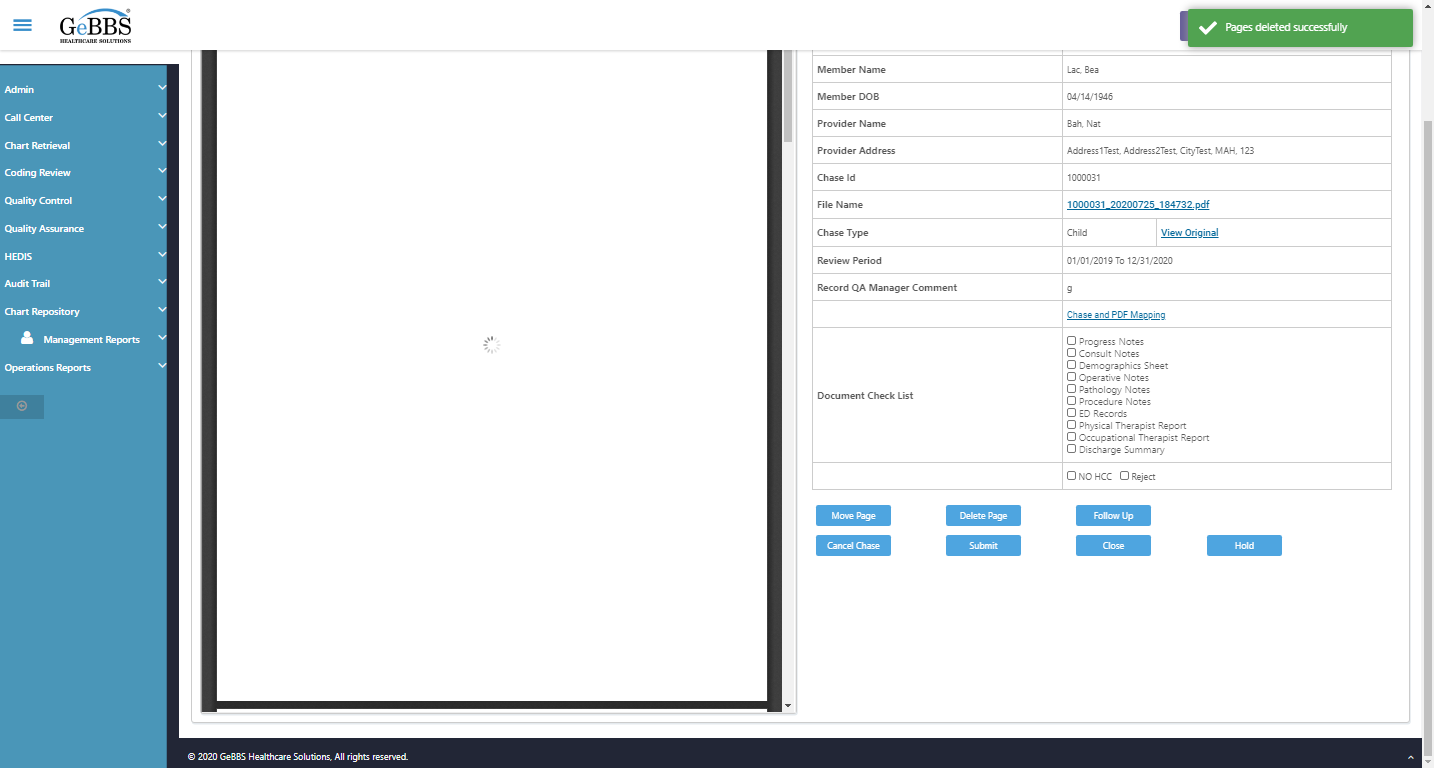 GeBBS®
HEALTHCARE SOLUTIONS
Pages deleted successfully
Admin
Call Center
Chart Retrieval
Coding Review
Quality Control
Quality Assurance
HEDIS
Audit Trail
Chart Repository
Management Reports
Operations Reports
Member Name Lac, Bea
Member DOB 04/14/1946
Provider Name Bah, Nat
Provider Address Address1Test, Address2Test, CityTest, MAH, 123
Chase Id 1000031
File Name 1000031_20200725_184732.pdf
Chase Type Child View Original
Review Period 01/01/2019 To 12/31/2020
Record QA Manager Comment g
Chase and PDF Mapping
Document Check List
Progress Notes
Consult Notes
Demographics Sheet
Operative Notes
Pathology Notes
Procedure Notes
ED Records
Physical Therapist Report
Occupational Therapist Report
Discharge Summary
NO HCC Reject
Move Page Delete Page Follow Up
Cancel Chase Submit Close Hold
© 2020 GeBBS Healthcare Solutions, All rights reserved.